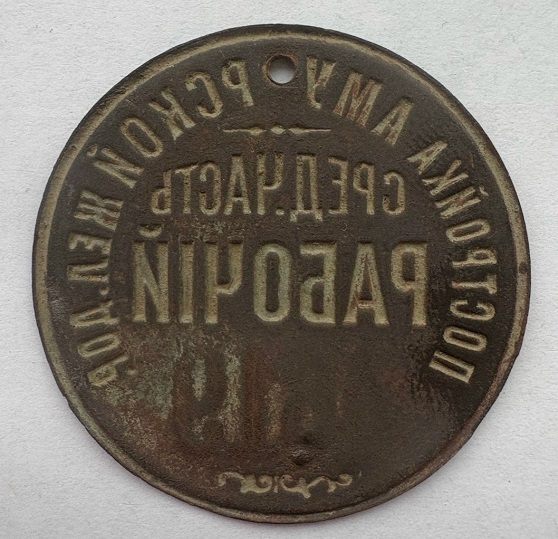 ПОСТРОЙКА АМУРСКОЙ ЖЕЛ.ДОР.
СРЕД.ЧАСТЬ
РАБОЧІЙ